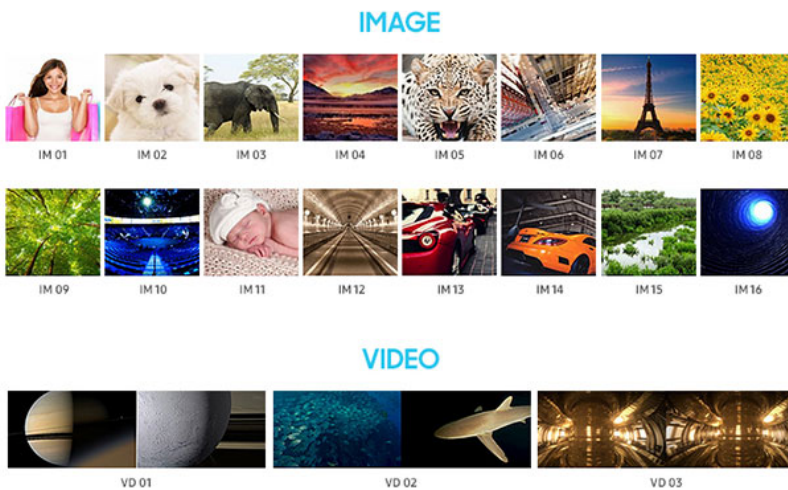 IMAGE
IM 01 IM 02 IM 03 IM 04 IM 05 IM 06 IM 07 IM 08
IM 09 IM 10 IM 11 IM 12 IM 13 IM 14 IM 15 IM 16
VIDEO
VD 01 VD 02 VD 03